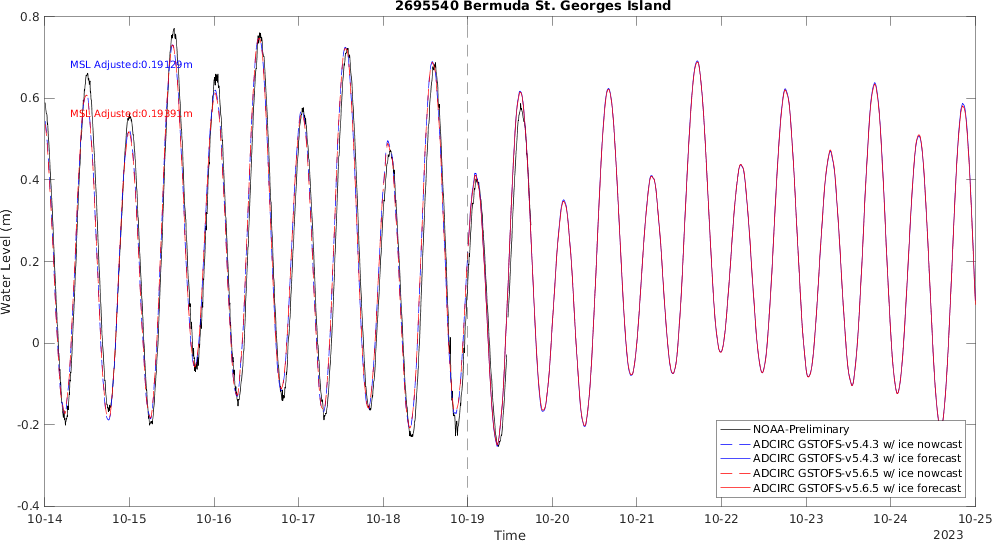 2695540 Bermuda St. Georges Island
Water Level (m)
0.8
0.6
0.4
0.2
0
-0.2
-0.4
MSL Adjusted:0.19129m
MSL Adjusted:0.19391m
NOAA-Preliminary
ADCIRC GSTOFS-v5.4.3 w/ ice nowcast
ADCIRC GSTOFS-v5.4.3 w/ ice forecast
ADCIRC GSTOFS-v5.6.5 w/ ice nowcast
ADCIRC GSTOFS-v5.6.5 w/ ice forecast
10-14 10-15 10-16 10-17 10-18 10-19 10-20 10-21 10-22 10-23 10-24 10-25
Time
2023